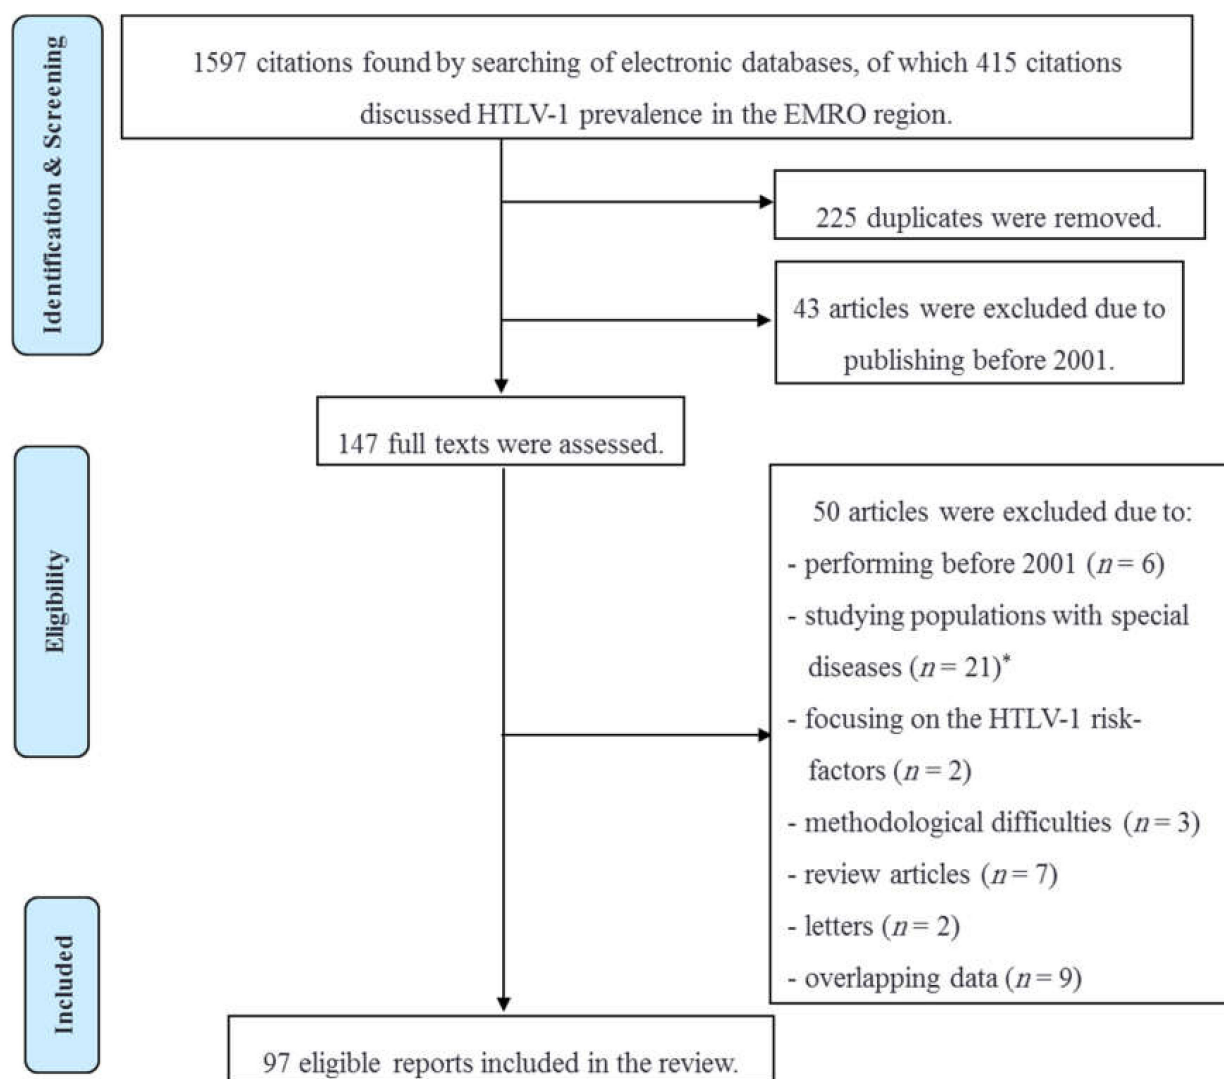 Identification & Screening
1597 citations found by searching of electronic databases, of which 415 citations
discussed HTLV-1 prevalence in the EMRO region.
225 duplicates were removed.
43 articles were excluded due to
publishing before 2001.
147 full texts were assessed.
Eligibility
50 articles were excluded due to:
- performing before 2001 (n = 6)
- studying populations with special
diseases (n = 21)*
- focusing on the HTLV-1 risk-
factors (n = 2)
- methodological difficulties (n = 3)
- review articles (n = 7)
- letters (n = 2)
- overlapping data (n = 9)
Included
97 eligible reports included in the review.